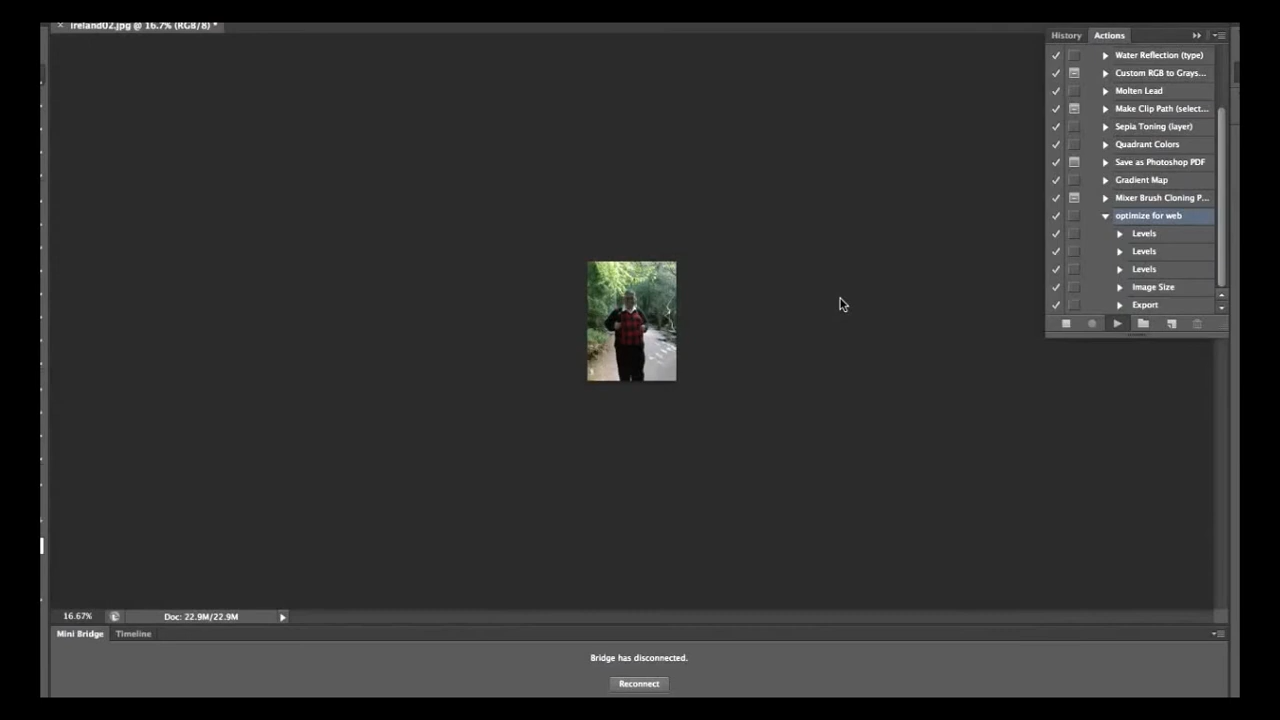 × Ireland02.jpg @ 16.7% (RGB/8) *
History Actions
Water Reflection (type)
Custom RGB to Grays...
Molten Lead
Make Clip Path (select...
Sepia Toning (layer)
Quadrant Colors
Save as Photoshop PDF
Gradient Map
Mixer Brush Cloning P...
optimize for web
Levels
Levels
Levels
Image Size
Export
16.67% Doc: 22.9M/22.9M
Mini Bridge Timeline
Bridge has disconnected.
Reconnect